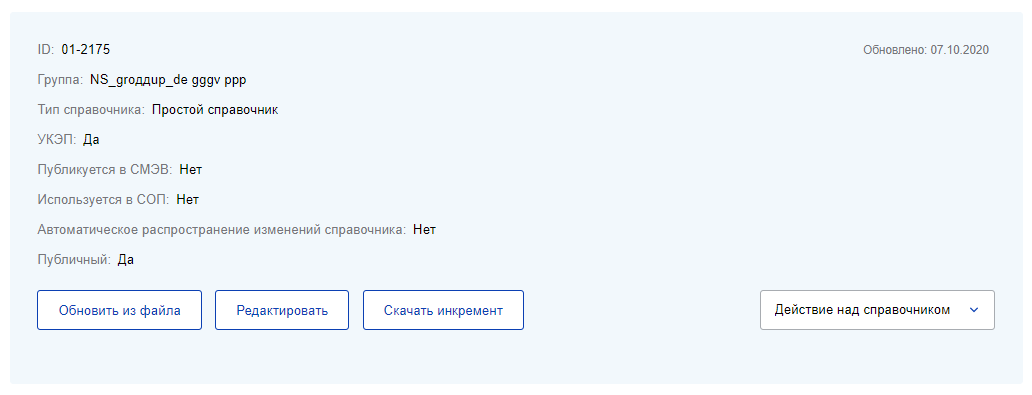 ID: 01-2175
Обновлено: 07.10.2020
Группа: NS_groддup_de gggv ppp
Тип справочника: Простой справочник
УКЭП: Да
Публикуется в СМЭВ: Нет
Используется в СОП: Нет
Автоматическое распространение изменений справочника: Нет
Публичный: Да
Обновить из файла
Редактировать
Скачать инкремент
Действие над справочником